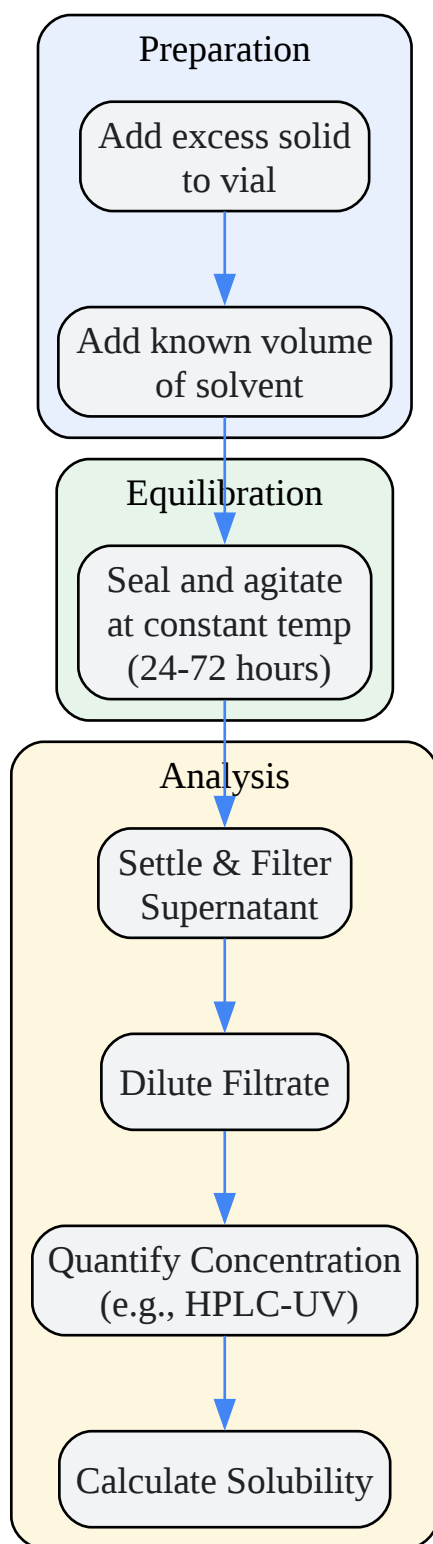 Preparation
Add excess solid
to vial
Add known volume
of solvent
Equilibration
Seal and agitate
at constant temp
(24-72 hours)
Analysis
Settle & Filter
Supernatant
Dilute Filtrate
Quantify Concentration
(e.g., HPLC-UV)
Calculate Solubility